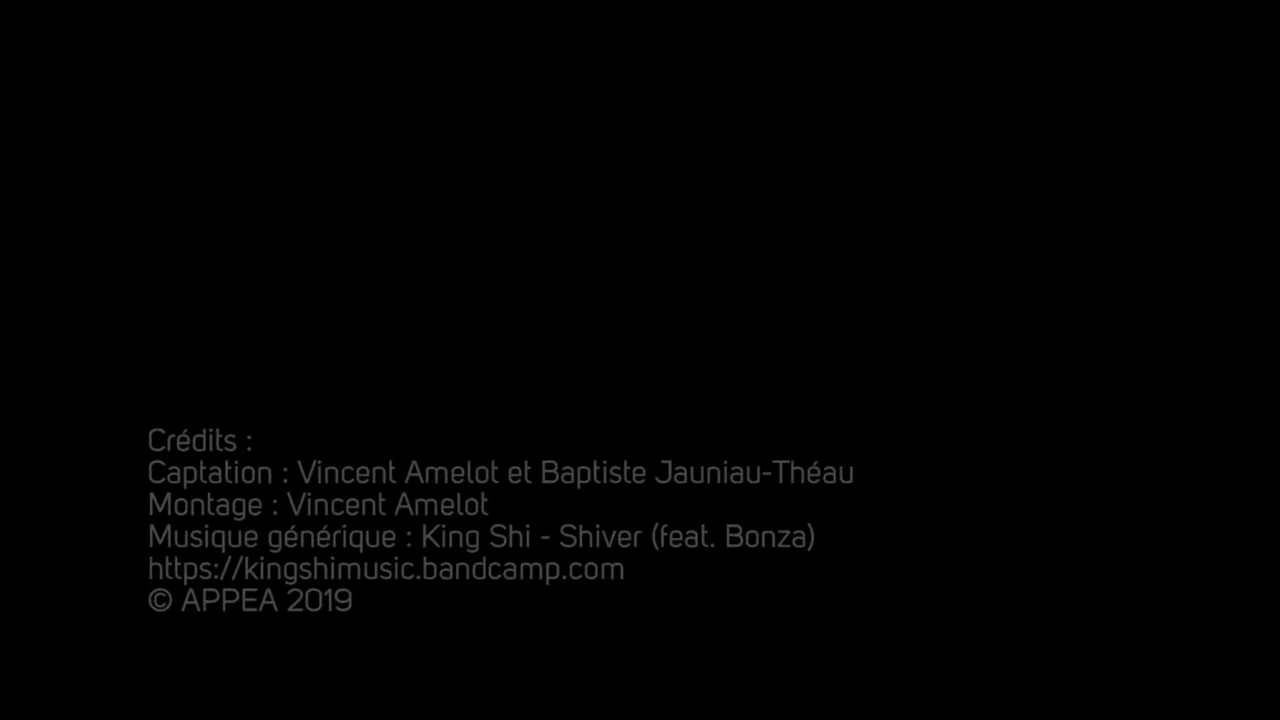 Crédits :
Captation : Vincent Amelot et Baptiste Jauniau-Théau
Montage : Vincent Amelot
Musique générique : King Shi - Shiver (feat. Bonza)
https://kingshimusic.bandcamp.com
© APPEA 2019